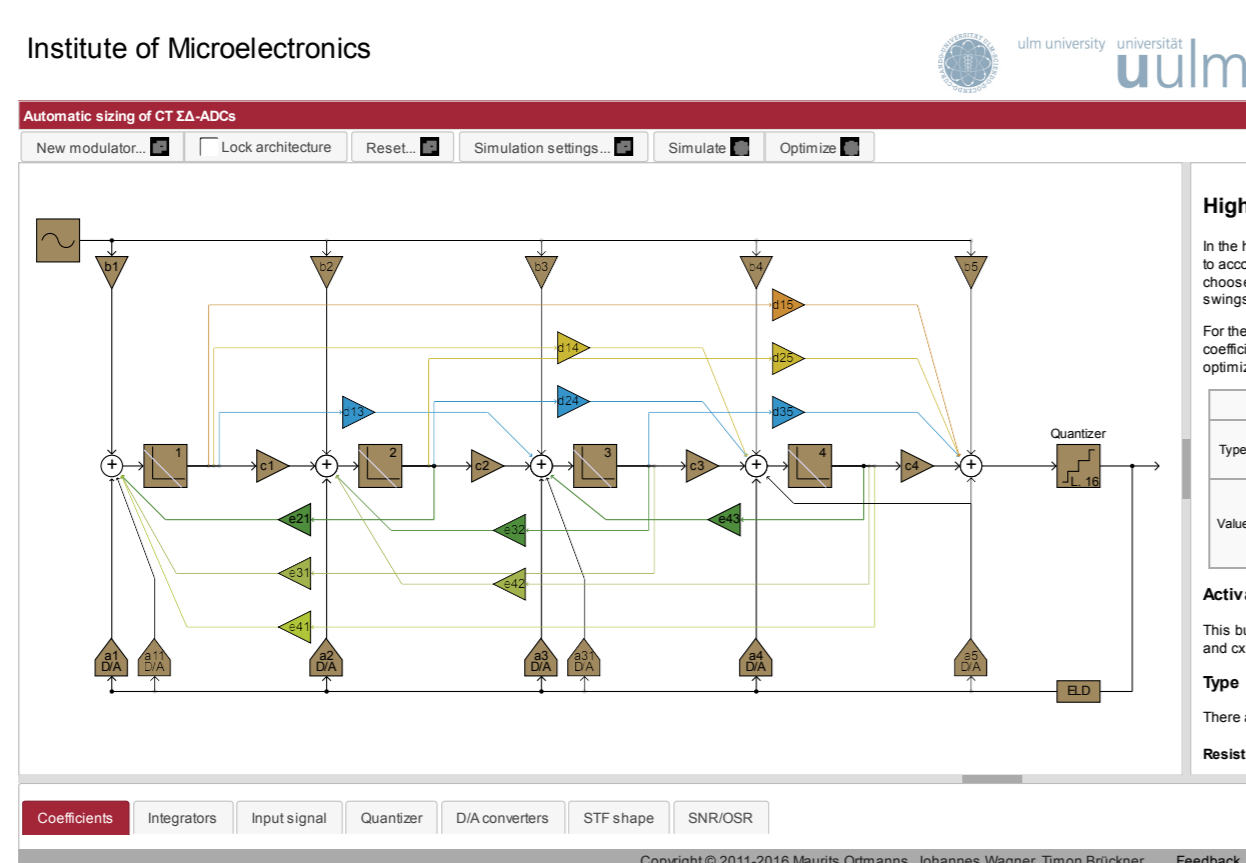 Institute of Microelectronics
ulm university universität
uulm
Automatic sizing of CT ΣΔ-ADCs
New modulator... Lock architecture Reset... Simulation settings... Simulate Optimize
High
In the h
to acco
choose
swings
For the
coeffici
optimiz
Type
Value
Activa
This bu
and cx
Type
There a
Resist
b1 b2 b3 b4 b5
d15
d14 d25
d13 d24 d35
Quantizer
1 c1 2 c2 3 c3 4 c4 L. 16
+ + + + +
e21 e32 e43
e31 e42
e41
a1 D/A a11 D/A a2 D/A a3 D/A a31 D/A a4 D/A a5 D/A
ELD
Coefficients Integrators Input signal Quantizer D/A converters STF shape SNR/OSR
Copyright © 2011-2016 Maurits Ortmanns, Johannes Wagner, Timon Brückner Feedback